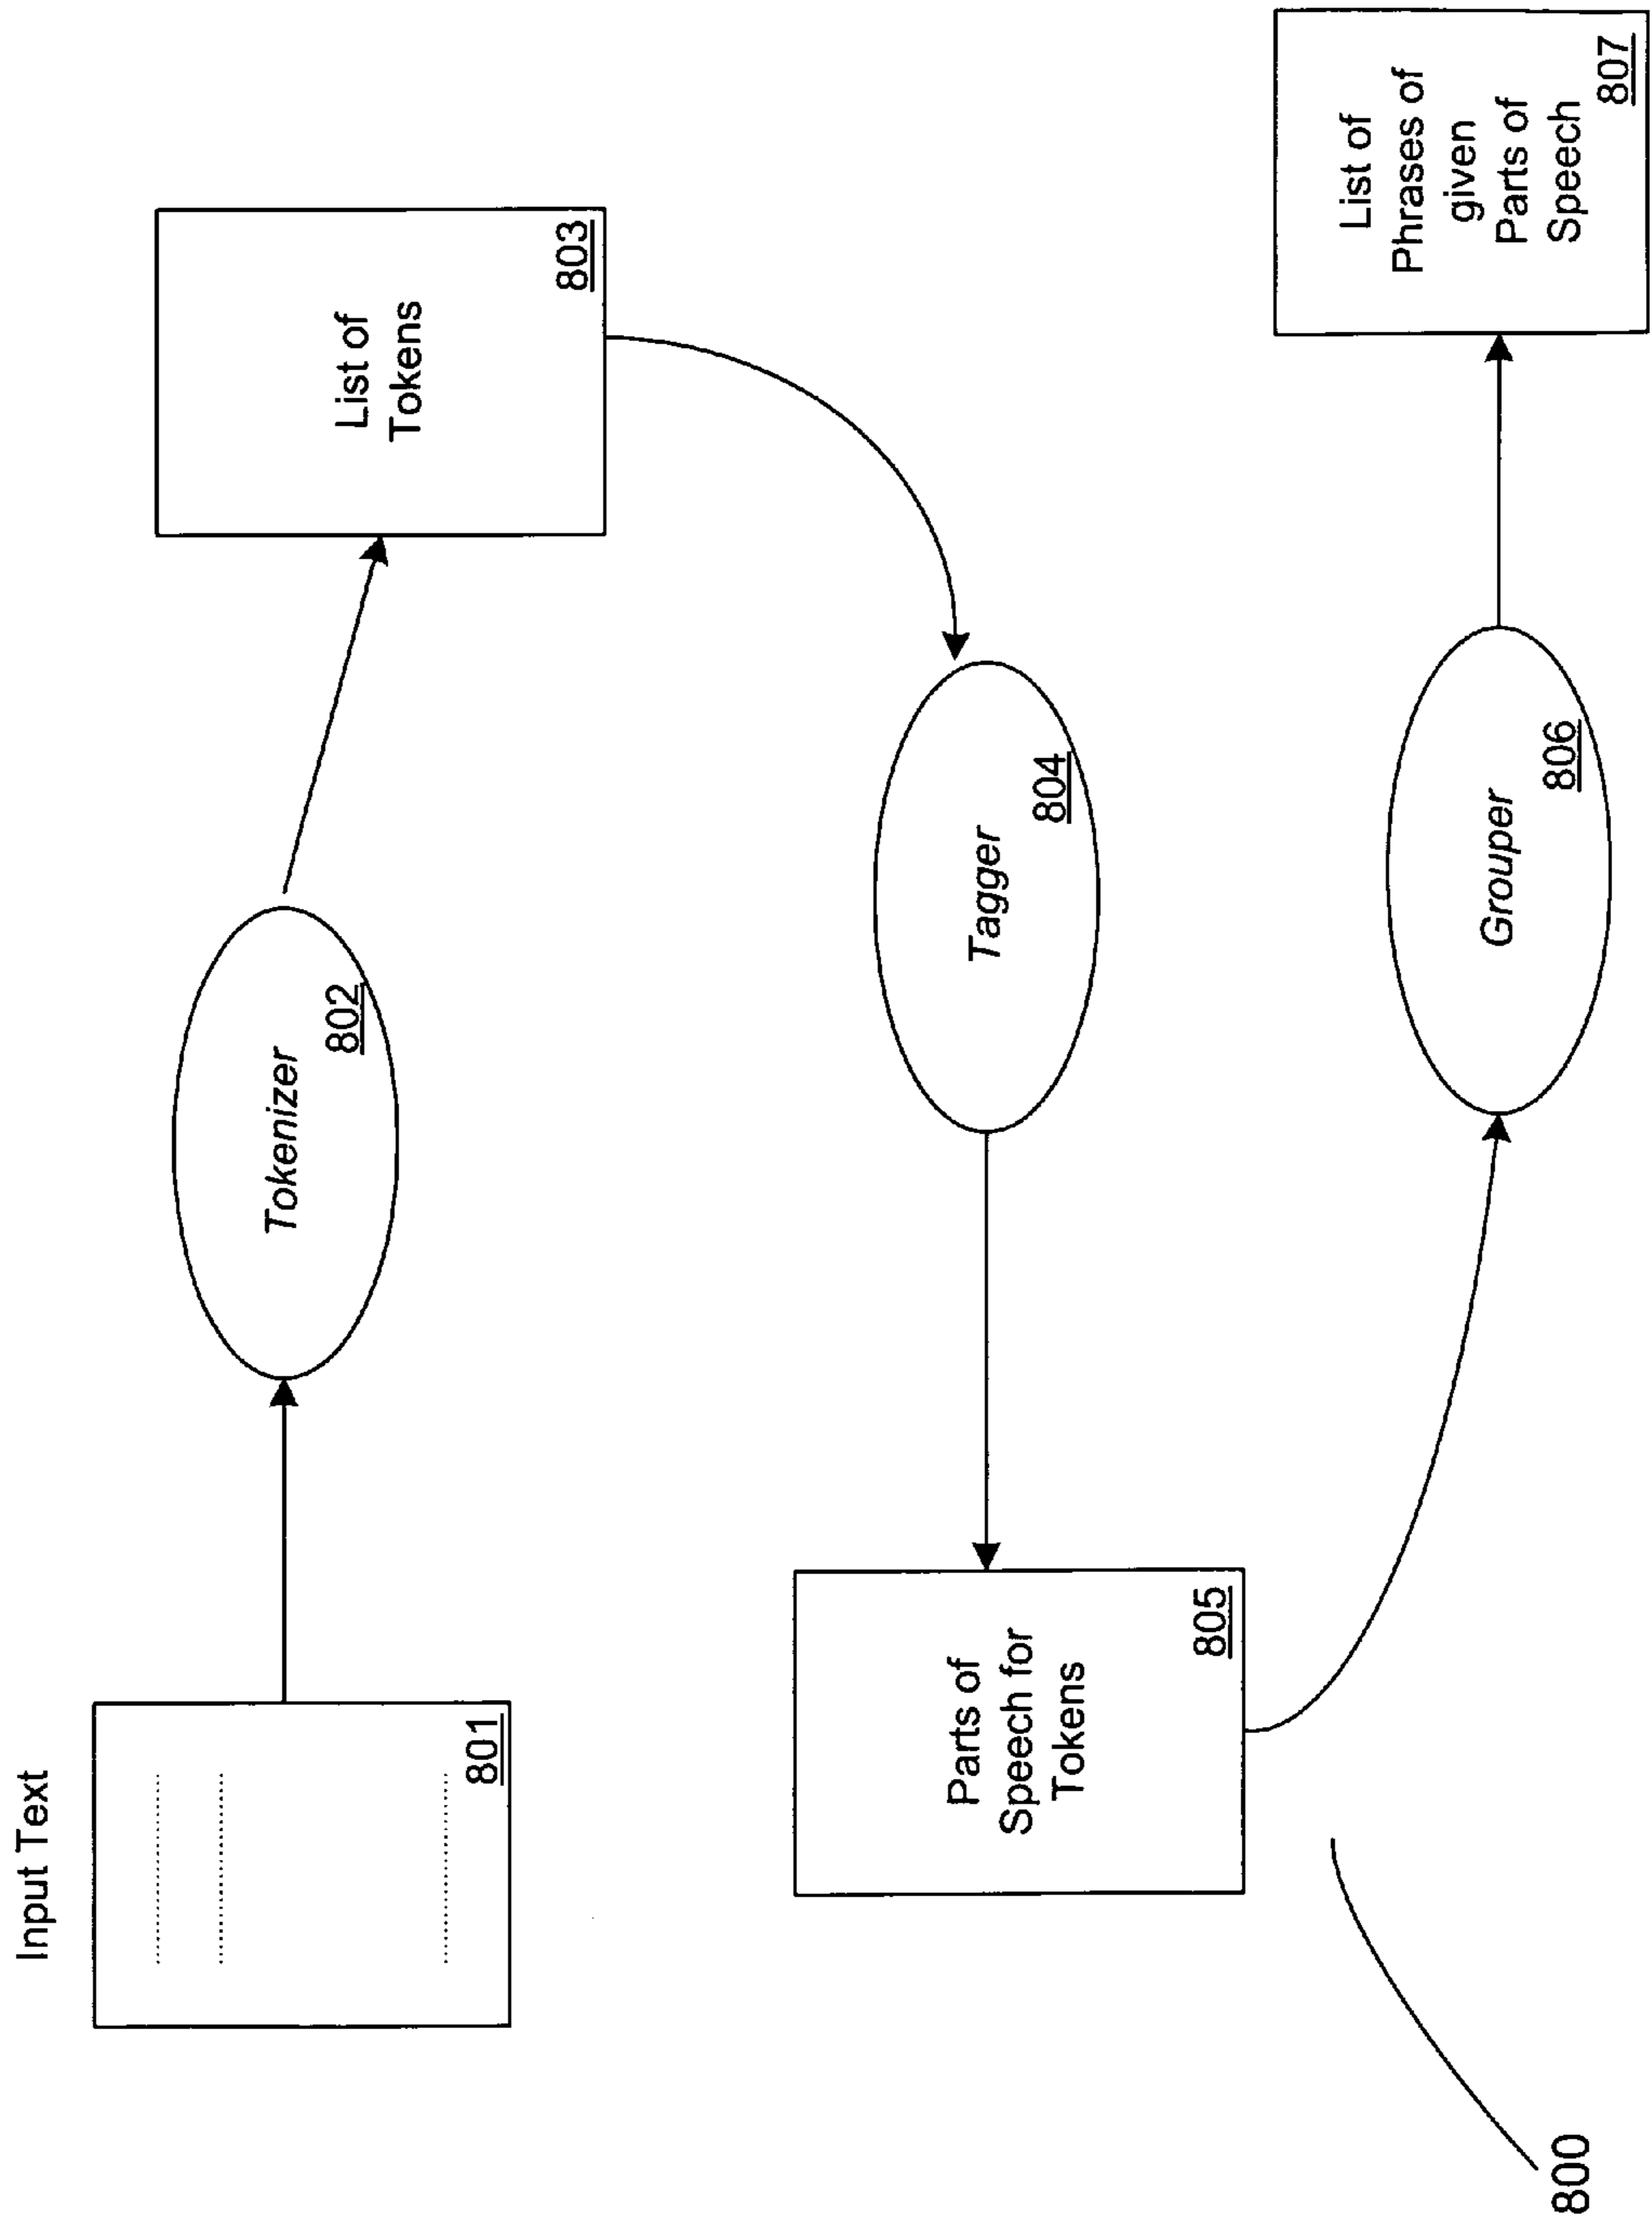 Input Text
801
Tokenizer
802
List of
Tokens
803
Tagger
804
Parts of
Speech for
Tokens
805
Grouper
806
List of
Phrases of
given
Parts of
Speech
807
800